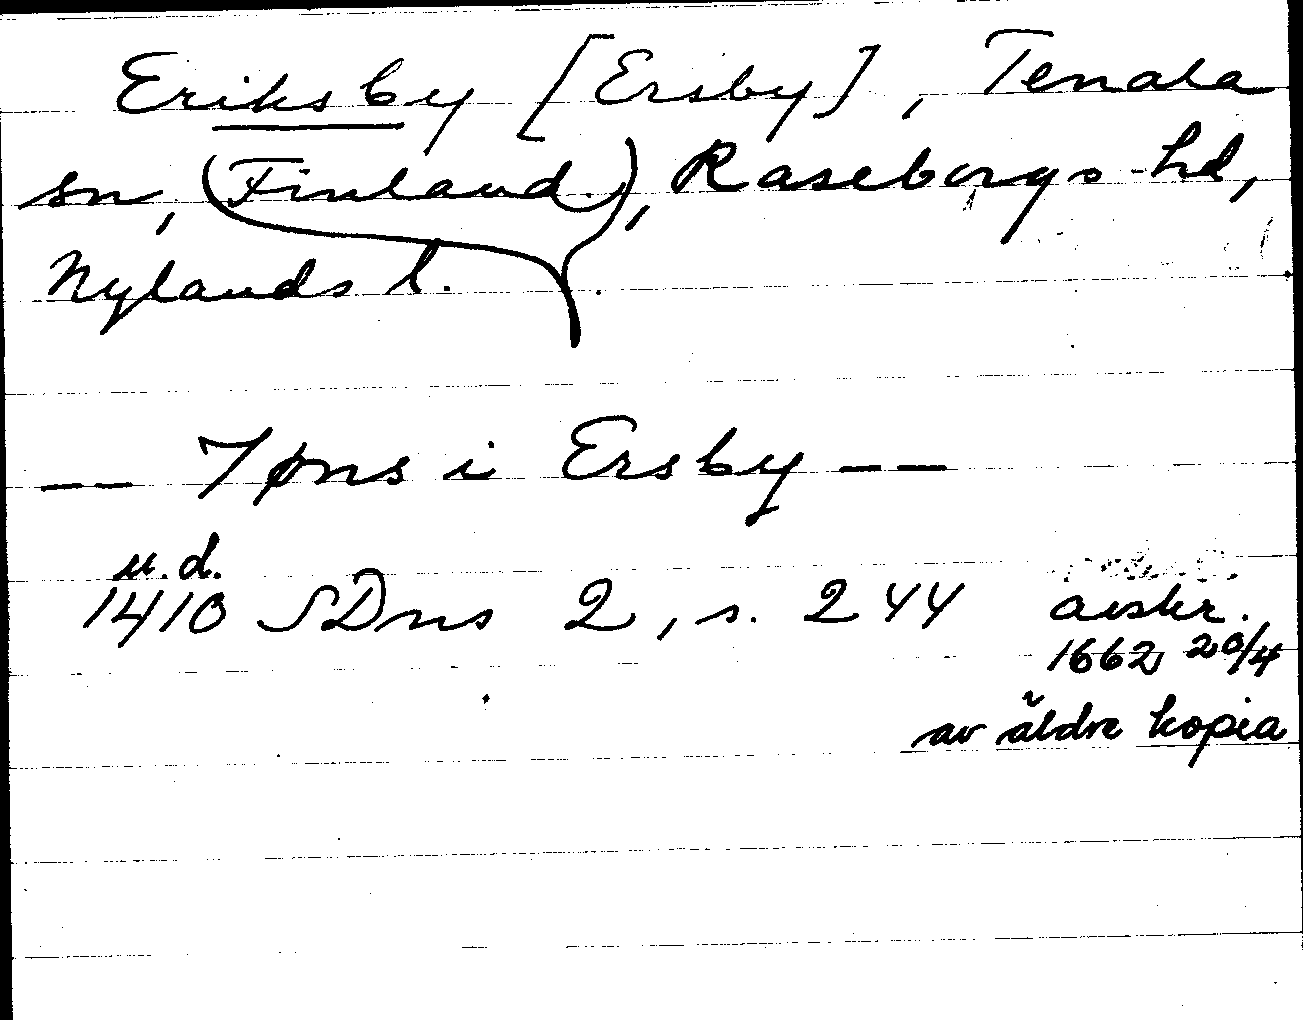 Eriksby [Ersby], Tenala
sn, (Finland), Raseborgs hd,
Nylands l.
-- Jøns i Ersby --
u.d.
1410 SDns 2, s. 244 avskr.
1662 20/4
av äldre kopia